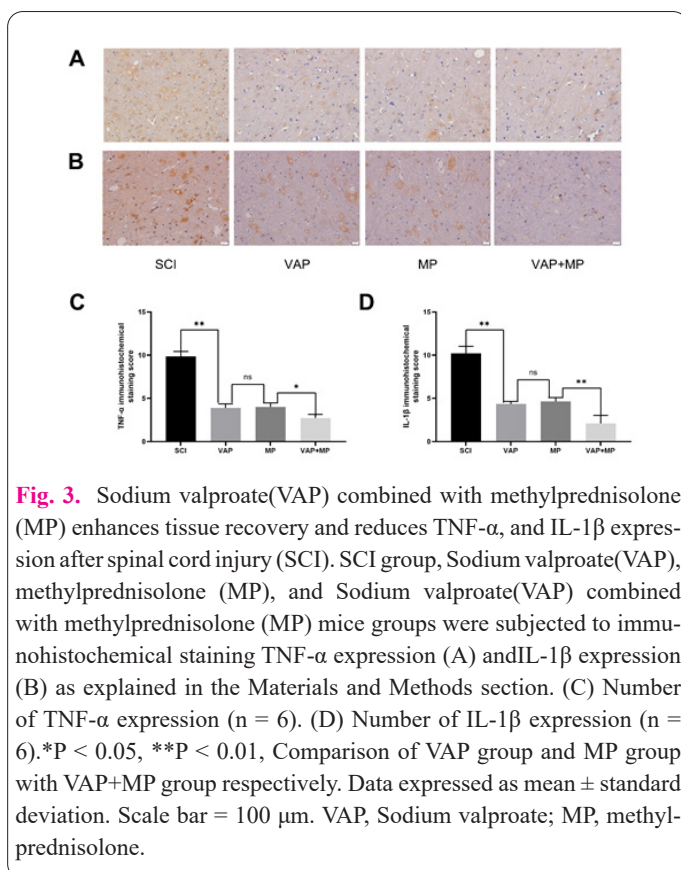 A
B
SCI VAP MP VAP+MP
C
D
TNF-α immunohistochemical
staining score
15
10
5
0
**
ns
*
SCI VAP MP VAP+MP
IL-1β immunohistochemical
staining score
15
10
5
0
**
ns
**
SCI VAP MP VAP+MP
Fig. 3. Sodium valproate(VAP) combined with methylprednisolone
(MP) enhances tissue recovery and reduces TNF-α, and IL-1β expres-
sion after spinal cord injury (SCI). SCI group, Sodium valproate(VAP),
methylprednisolone (MP), and Sodium valproate(VAP) combined
with methylprednisolone (MP) mice groups were subjected to immu-
nohistochemical staining TNF-α expression (A) andIL-1β expression
(B) as explained in the Materials and Methods section. (C) Number
of TNF-α expression (n = 6). (D) Number of IL-1β expression (n =
6).*P < 0.05, **P < 0.01, Comparison of VAP group and MP group
with VAP+MP group respectively. Data expressed as mean ± standard
deviation. Scale bar = 100 μm. VAP, Sodium valproate; MP, methyl-
prednisolone.